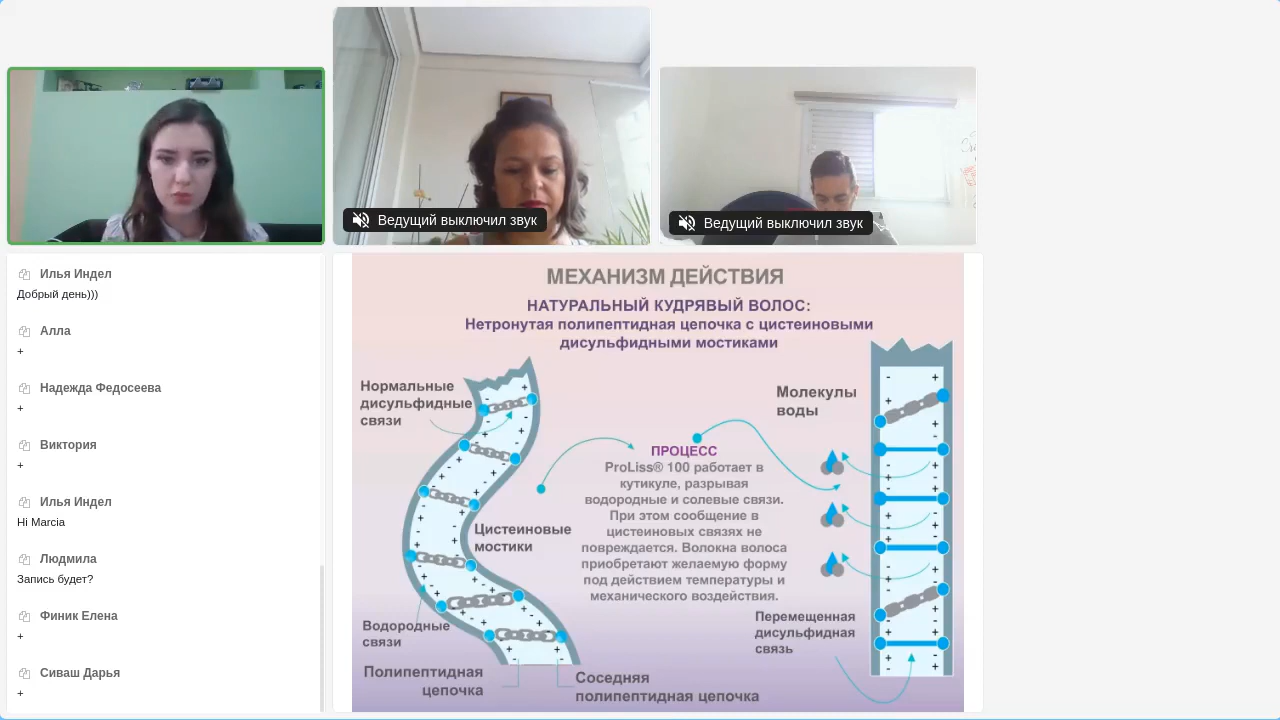 Ведущий выключил звук
Ведущий выключил звук
Илья Индел
Добрый день)))
Алла
+
Надежда Федосеева
+
Виктория
+
Илья Индел
Hi Marcia
Людмила
Запись будет?
Финик Елена
+
Сиваш Дарья
+
МЕХАНИЗМ ДЕЙСТВИЯ
НАТУРАЛЬНЫЙ КУДРЯВЫЙ ВОЛОС:
Нетронутая полипептидная цепочка с цистеиновыми
дисульфидными мостиками
Нормальные
дисульфидные
связи
Цистеиновые
мостики
Водородные
связи
Полипептидная
цепочка
Соседняя
полипептидная цепочка
ПРОЦЕСС
ProLiss® 100 работает в
кутикуле, разрывая
водородные и солевые связи.
При этом сообщение в
цистеиновых связях не
повреждается. Волокна волоса
приобретают желаемую форму
под действием температуры и
механического воздействия.
Молекулы
воды
Перемещенная
дисульфидная
связь